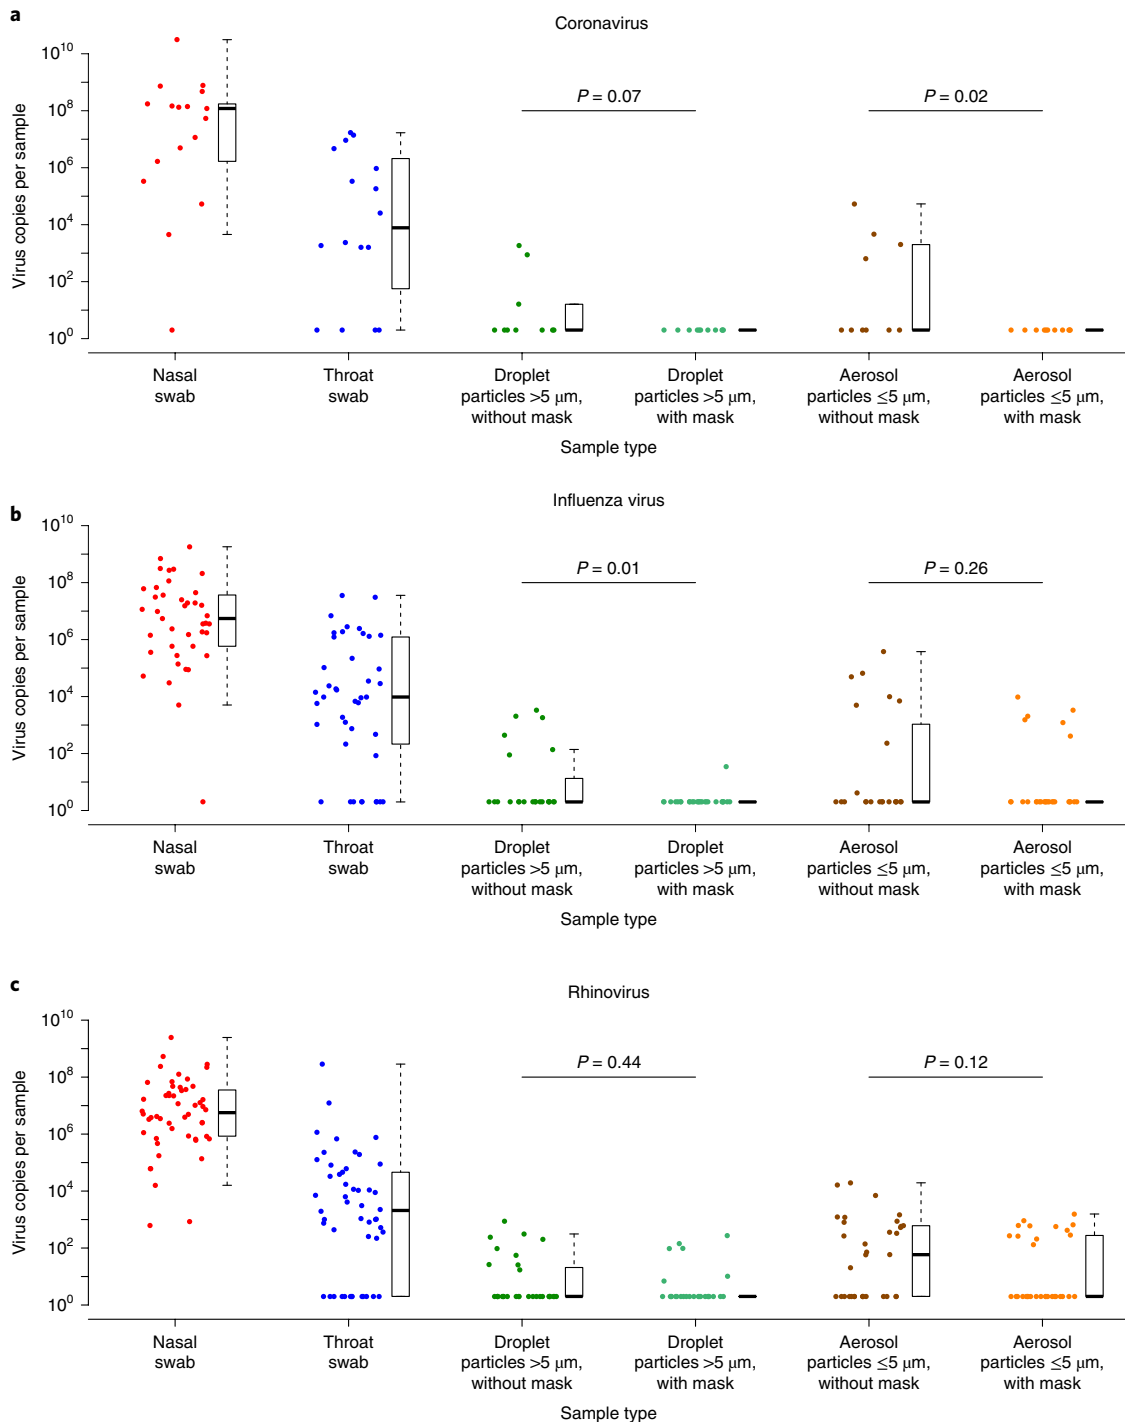 a
Coronavirus
Virus copies per sample
10^10
10^8
10^6
10^4
10^2
10^0
P = 0.07
P = 0.02
Nasal
swab
Throat
swab
Droplet
particles >5 μm,
without mask
Droplet
particles >5 μm,
with mask
Aerosol
particles ≤5 μm,
without mask
Aerosol
particles ≤5 μm,
with mask
Sample type
b
Influenza virus
Virus copies per sample
10^10
10^8
10^6
10^4
10^2
10^0
P = 0.01
P = 0.26
Nasal
swab
Throat
swab
Droplet
particles >5 μm,
without mask
Droplet
particles >5 μm,
with mask
Aerosol
particles ≤5 μm,
without mask
Aerosol
particles ≤5 μm,
with mask
Sample type
c
Rhinovirus
Virus copies per sample
10^10
10^8
10^6
10^4
10^2
10^0
P = 0.44
P = 0.12
Nasal
swab
Throat
swab
Droplet
particles >5 μm,
without mask
Droplet
particles >5 μm,
with mask
Aerosol
particles ≤5 μm,
without mask
Aerosol
particles ≤5 μm,
with mask
Sample type